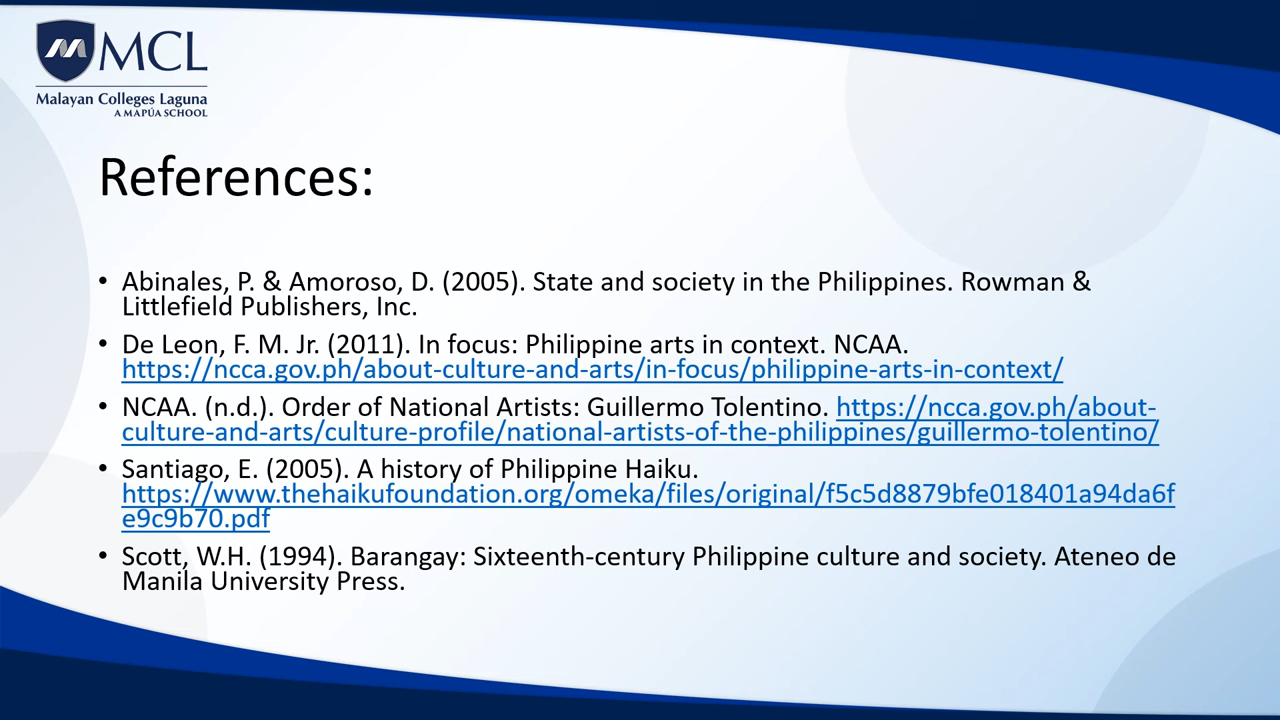 MCL
Malayan Colleges Laguna
A MAPÚA SCHOOL
References:
• Abinales, P. & Amoroso, D. (2005). State and society in the Philippines. Rowman &
Littlefield Publishers, Inc.
• De Leon, F. M. Jr. (2011). In focus: Philippine arts in context. NCAA.
https://ncca.gov.ph/about-culture-and-arts/in-focus/philippine-arts-in-context/
• NCAA. (n.d.). Order of National Artists: Guillermo Tolentino. https://ncca.gov.ph/about-
culture-and-arts/culture-profile/national-artists-of-the-philippines/guillermo-tolentino/
• Santiago, E. (2005). A history of Philippine Haiku.
https://www.thehaikufoundation.org/omeka/files/original/f5c5d8879bfe018401a94da6f
e9c9b70.pdf
• Scott, W.H. (1994). Barangay: Sixteenth-century Philippine culture and society. Ateneo de
Manila University Press.